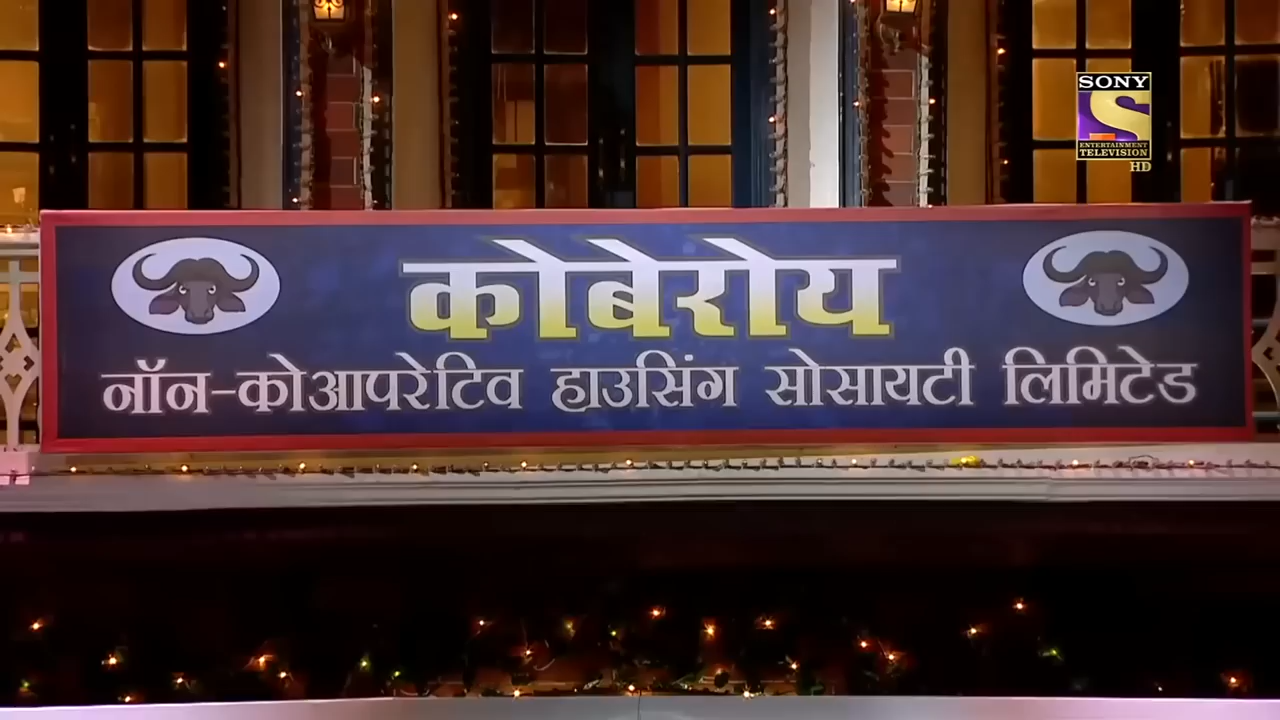 SONY
ENTERTAINMENT
TELEVISION
HD
कोबेरोय
नॉन-कोआपरेटिव हाउसिंग सोसायटी लिमिटेड